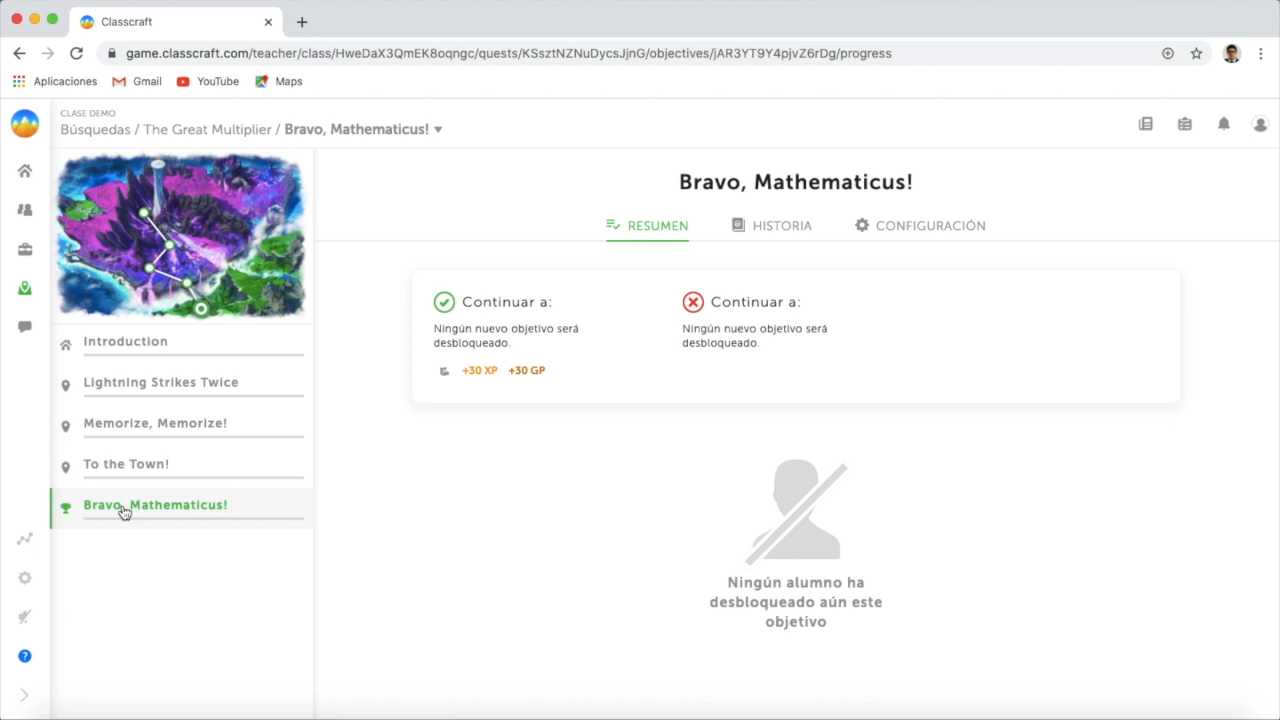 Classcraft
game.classcraft.com/teacher/class/HweDaX3QmEK8oqngc/quests/KSsztNZNuDycsJjnG/objectives/jAR3YT9Y4pjvZ6rDg/progress
Aplicaciones Gmail YouTube Maps
CLASE DEMO
Búsquedas / The Great Multiplier / Bravo, Mathematicus!
Introduction
Lightning Strikes Twice
Memorize, Memorize!
To the Town!
Bravo, Mathematicus!
Bravo, Mathematicus!
RESUMEN HISTORIA CONFIGURACIÓN
Continuar a:
Ningún nuevo objetivo será
desbloqueado.
+30 XP +30 GP
Continuar a:
Ningún nuevo objetivo será
desbloqueado.
Ningún alumno ha
desbloqueado aún este
objetivo